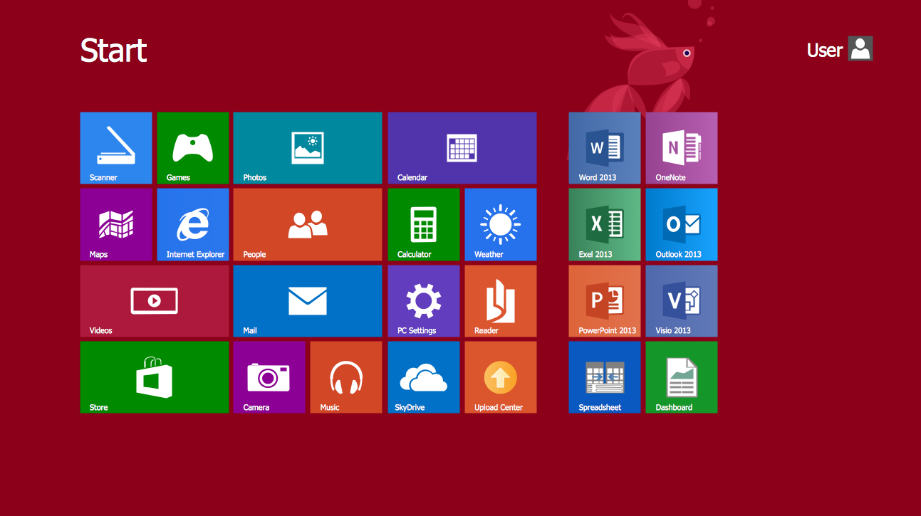 Start
User
Scanner
Games
Photos
Calendar
W
Word 2013
N
OneNote
Maps
Internet Explorer
People
Calculator
Weather
X
Exel 2013
O
Outlook 2013
Videos
Mail
PC Settings
Reader
P
PowerPoint 2013
V
Visio 2013
Store
Camera
Music
SkyDrive
Upload Center
Spreadsheet
Dashboard